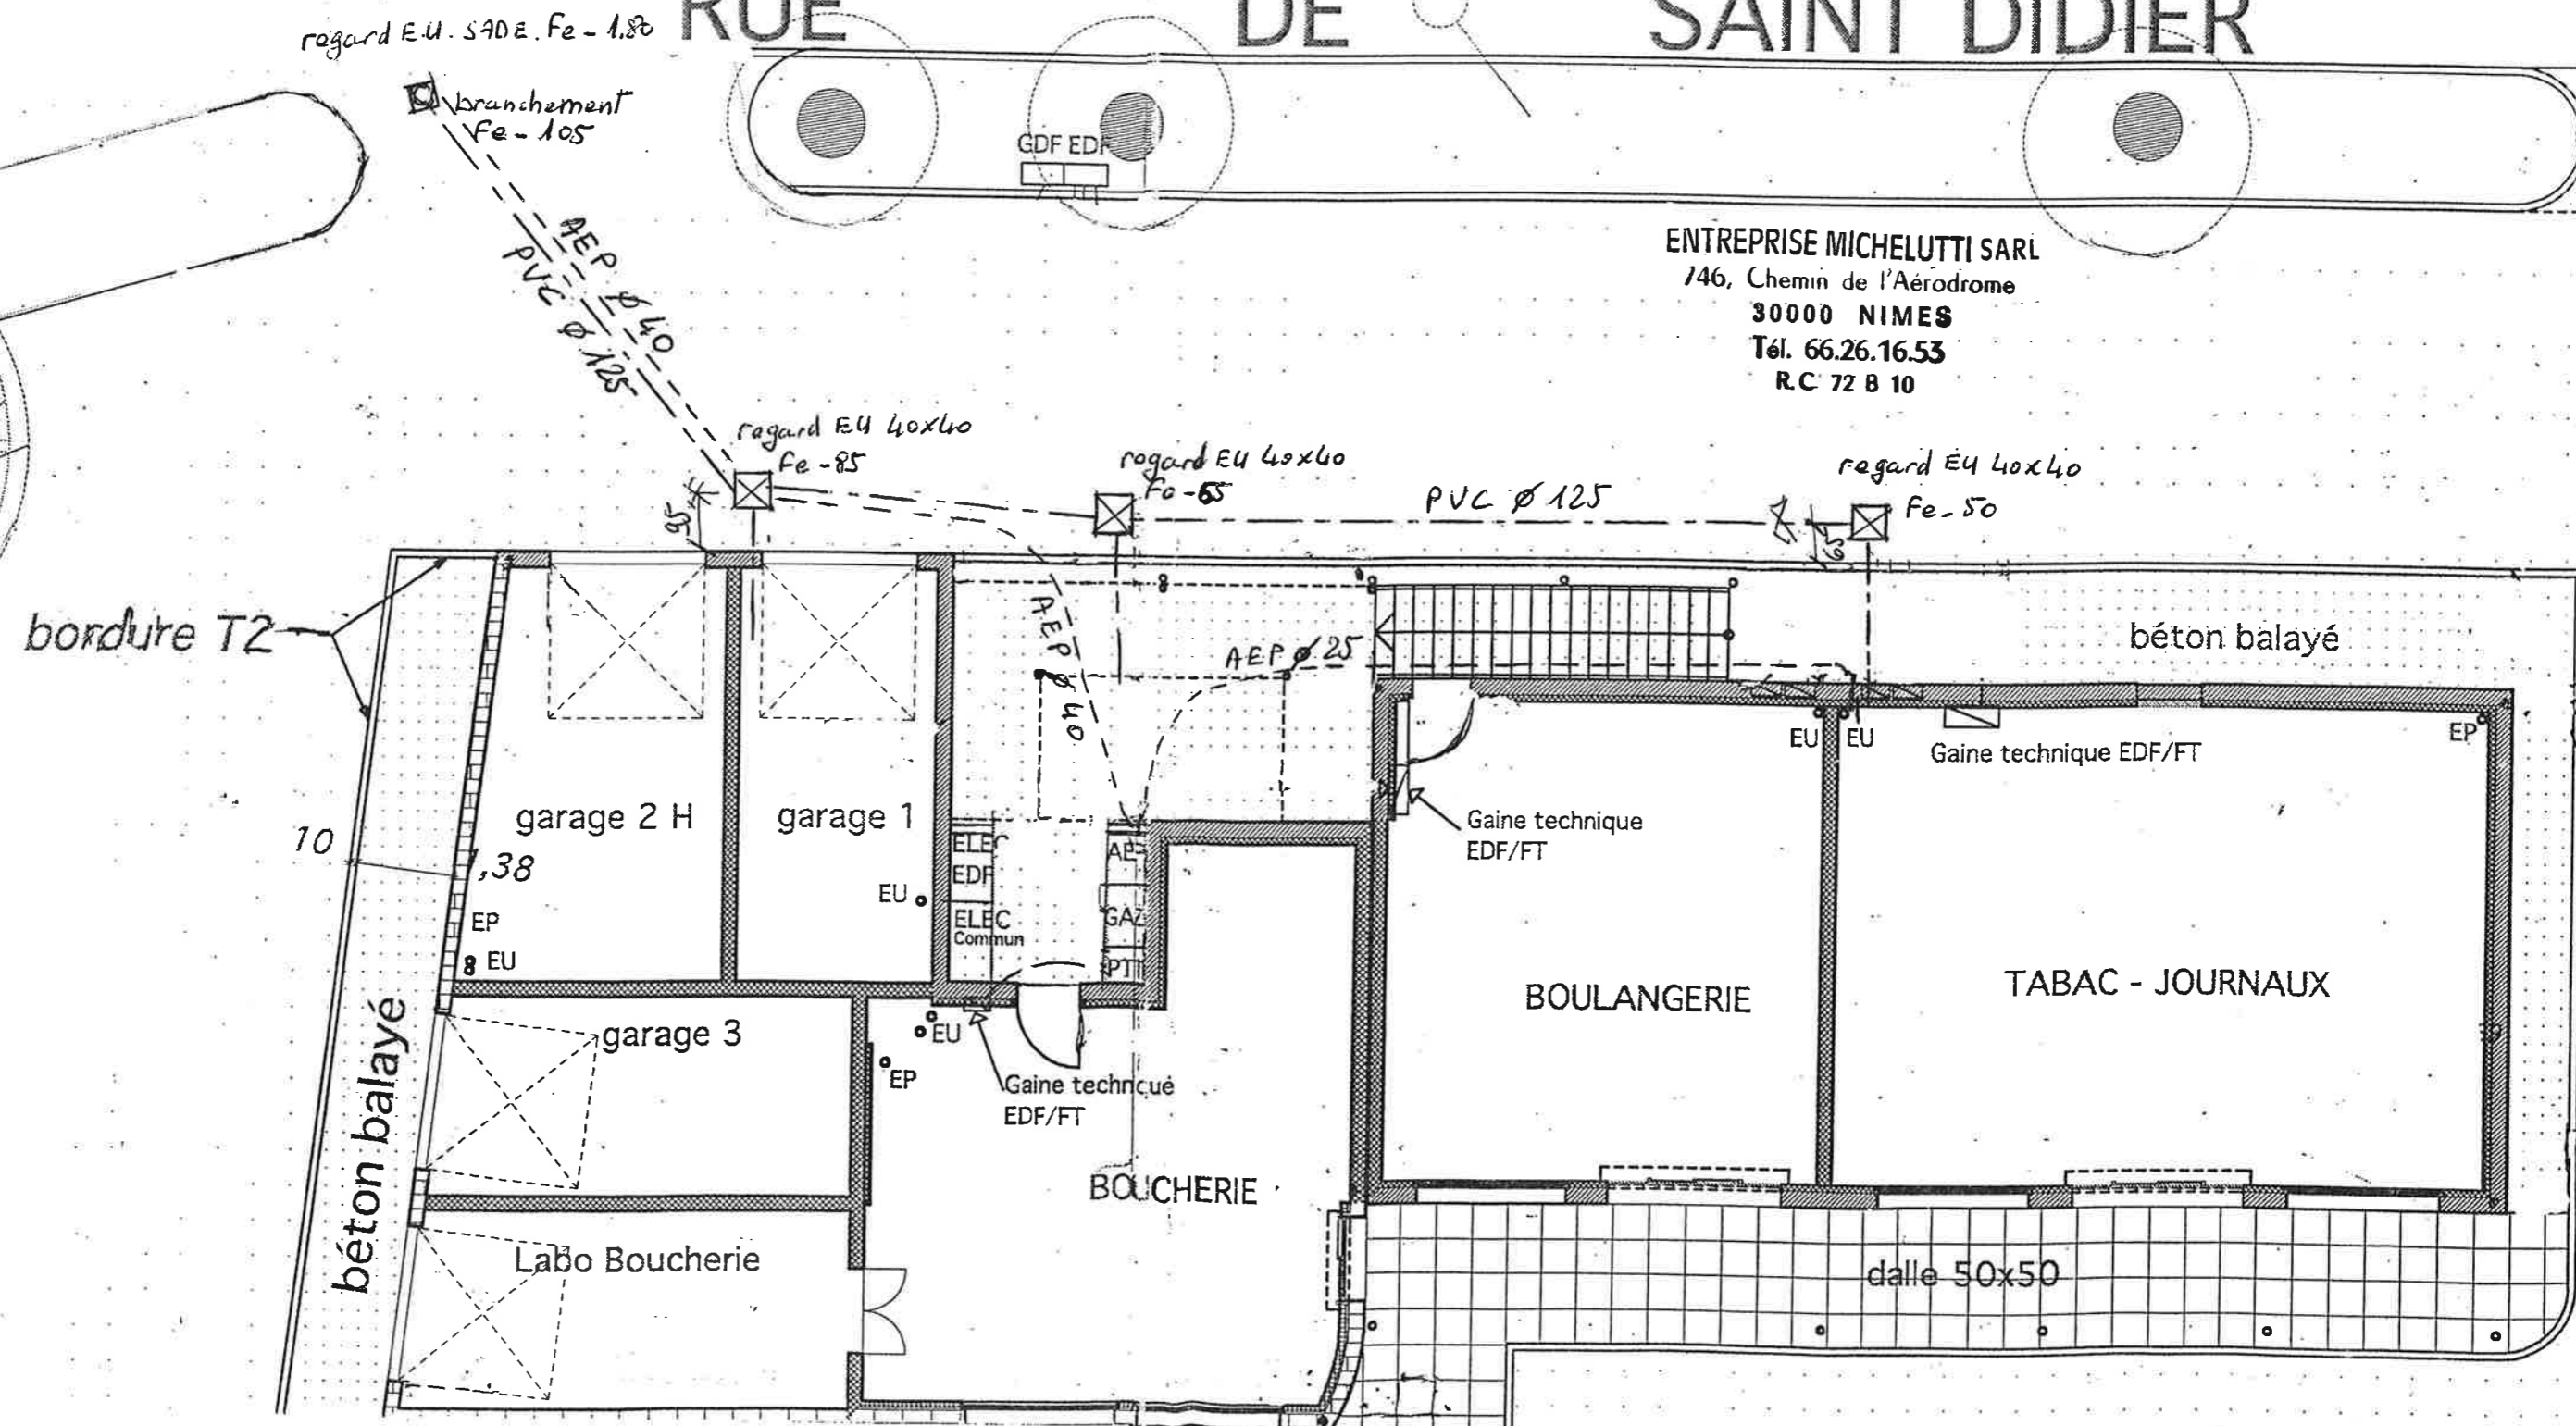 RUE DE SAINT DIDIER
regard E.U. SADE. Fe - 1.80
branchement
Fe - 105
GDF EDF
AEP Ø 40
PVC Ø 125
ENTREPRISE MICHELUTTI SARL
746, Chemin de l'Aérodrome
30000 NIMES
Tél. 66.26.16.53
R.C 72 B 10
regard EU 40x40
Fe - 85
regard EU 40x40
Fe - 65
PVC Ø 125
regard EU 40x40
Fe - 50
95
65
bordure T2
AEP Ø 40
AEP Ø 25
béton balayé
EU
EU
Gaine technique EDF/FT
EP
garage 2 H
garage 1
Gaine technique
EDF/FT
10
,38
ELEC
EDF
ELEC
Commun
AEP
GAZ
PTT
EU
EP
EU
BOULANGERIE
TABAC - JOURNAUX
garage 3
EU
EP
Gaine technique
EDF/FT
béton balayé
BOUCHERIE
Labo Boucherie
dalle 50x50